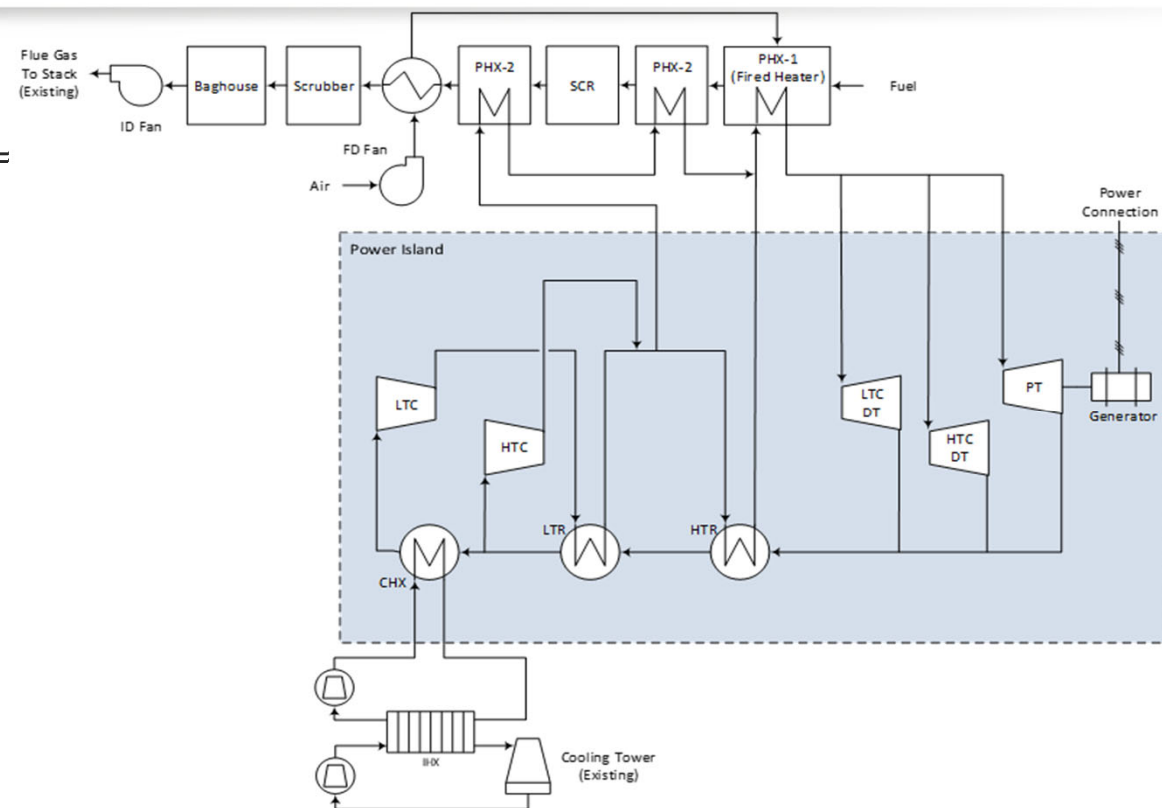 Flue Gas
To Stack
(Existing)
ID Fan
Baghouse
Scrubber
PHX-2
SCR
PHX-2
PHX-1
(Fired Heater)
Fuel
FD Fan
Air
Power
Connection
Power Island
LTC
HTC
LTC
DT
HTC
DT
PT
Generator
LTR
HTR
CHX
IHX
Cooling Tower
(Existing)